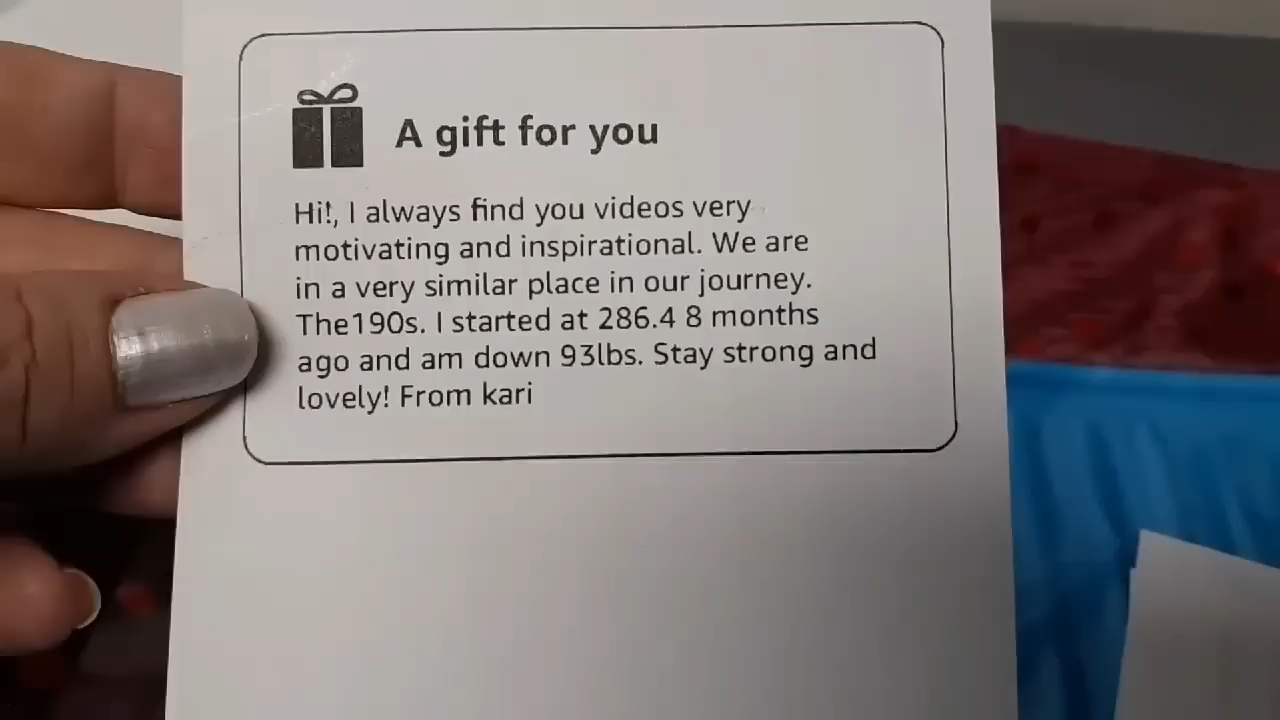 A gift for you
Hi!, I always find you videos very
motivating and inspirational. We are
in a very similar place in our journey.
The190s. I started at 286.4 8 months
ago and am down 93lbs. Stay strong and
lovely! From kari